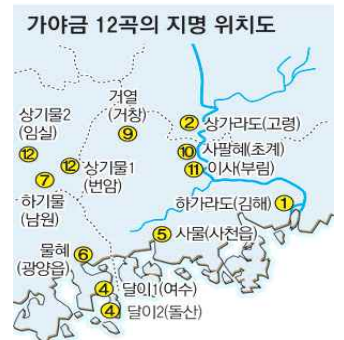 가야금 12곡의 지명 위치도
거열
(거창)
⑨
상기물2
(임실)
⑫
② 상가라도(고령)
⑩ 사팔혜(초계)
⑪ 이사(부림)
⑫ 상기물1
(번암)
⑦
하기물
(남원)
하가라도(김해) ①
⑤ 사물(사천읍)
물혜 ⑥
(광양읍)
④ 달이1(여수)
④ 달이2(돌산)